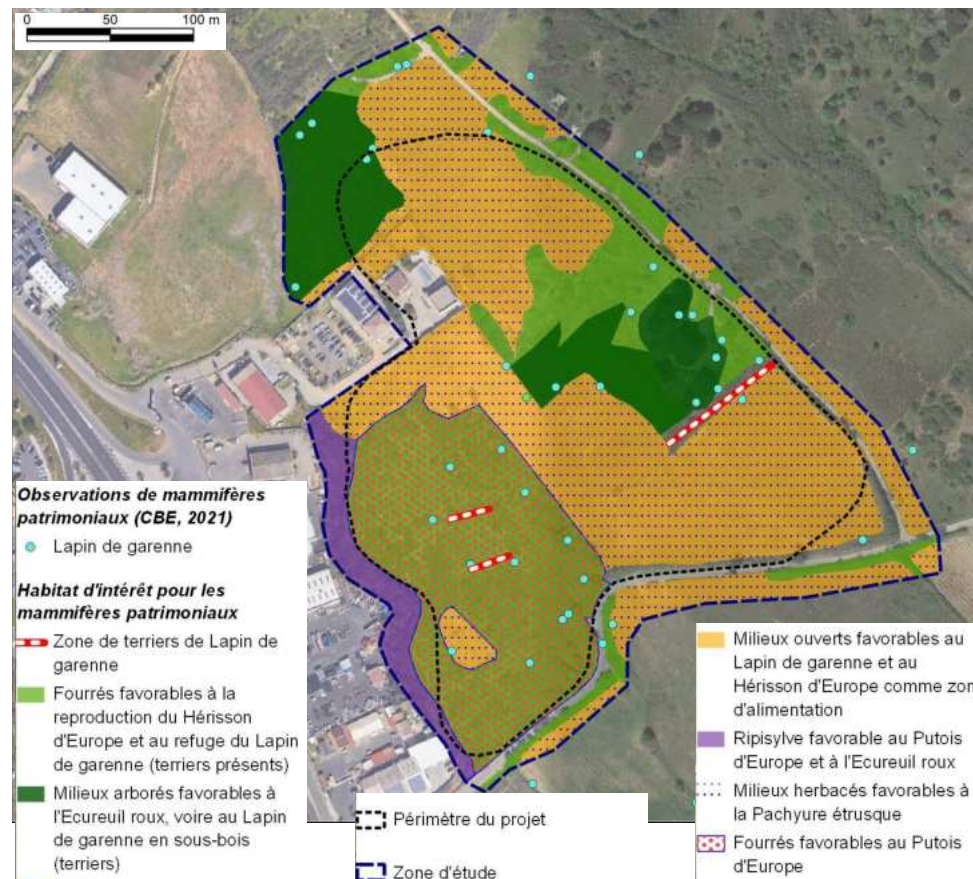 0 50 100 m
Observations de mammifères
patrimoniaux (CBE, 2021)
Lapin de garenne
Habitat d'intérêt pour les
mammifères patrimoniaux
Zone de terriers de Lapin de
garenne
Fourrés favorables à la
reproduction du Hérisson
d'Europe et au refuge du Lapin
de garenne (terriers présents)
Milieux arborés favorables à
l'Ecureuil roux, voire au Lapin
de garenne en sous-bois
(terriers)
Périmètre du projet
Zone d'étude
Milieux ouverts favorables au
Lapin de garenne et au
Hérisson d'Europe comme zon
d'alimentation
Ripisylve favorable au Putois
d'Europe et à l'Ecureuil roux
Milieux herbacés favorables à
la Pachyure étrusque
Fourrés favorables au Putois
d'Europe